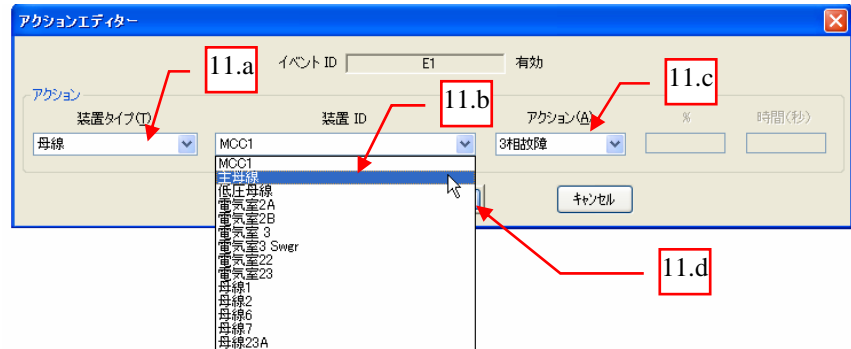 アクションエディター
11.a
イベント ID E1 有効
11.b
11.c
アクション
装置タイプ(T) 装置 ID アクション(A) % 時間(秒)
母線 MCC1 3相故障
MCC1
主母線
低圧母線
電気室2A
キャンセル
電気室2B
電気室 3
電気室3 Swgr
電気室22
電気室23
11.d
母線1
母線2
母線6
母線7
母線23A